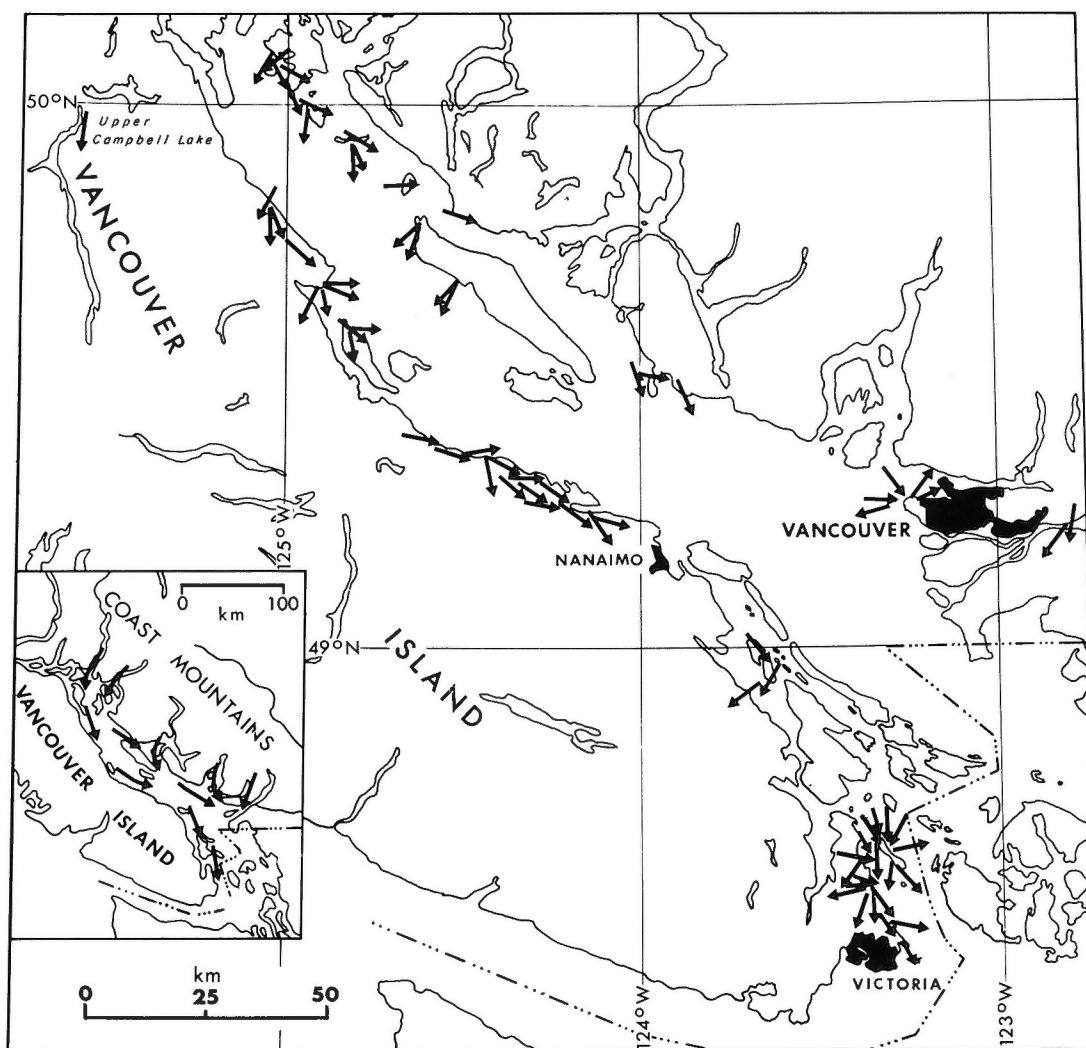 50°N
Upper
Campbell Lake
VANCOUVER
125°W
VANCOUVER
NANAIMO
49°N
ISLAND
0 100
km
COAST
MOUNTAINS
VANCOUVER
ISLAND
km
0 25 50
124°W
VICTORIA
123°W